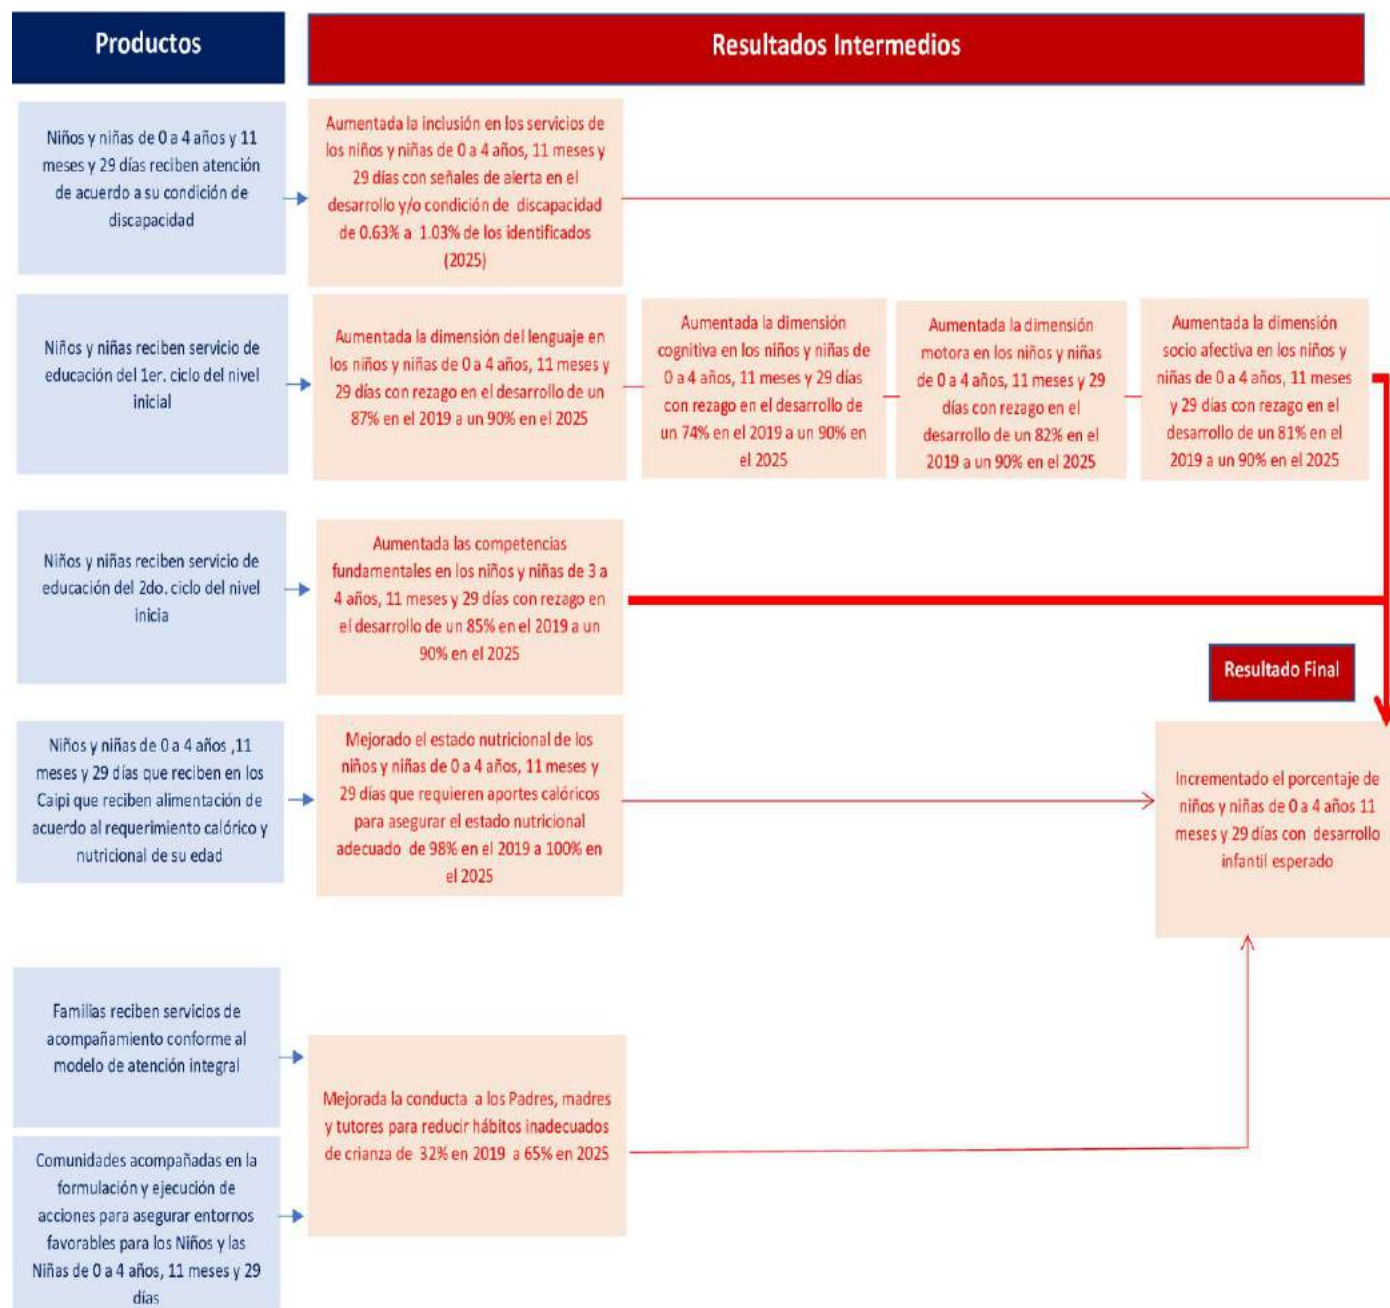 Productos
Resultados Intermedios
Niños y niñas de 0 a 4 años y 11
meses y 29 días reciben atención
de acuerdo a su condición de
discapacidad
Aumentada la inclusión en los servicios de
los niños y niñas de 0 a 4 años, 11 meses y
29 días con señales de alerta en el
desarrollo y/o condición de discapacidad
de 0.63% a 1.03% de los identificados
(2025)
Niños y niñas reciben servicio de
educación del 1er. ciclo del nivel
inicial
Aumentada la dimensión del lenguaje en
los niños y niñas de 0 a 4 años, 11 meses y
29 días con rezago en el desarrollo de un
87% en el 2019 a un 90% en el 2025
Aumentada la dimensión
cognitiva en los niños y niñas de
0 a 4 años, 11 meses y 29 días
con rezago en el desarrollo de
un 74% en el 2019 a un 90% en
el 2025
Aumentada la dimensión
motora en los niños y niñas
de 0 a 4 años, 11 meses y 29
días con rezago en el
desarrollo de un 82% en el
2019 a un 90% en el 2025
Aumentada la dimensión
socio afectiva en los niños y
niñas de 0 a 4 años, 11 meses
y 29 días con rezago en el
desarrollo de un 81% en el
2019 a un 90% en el 2025
Niños y niñas reciben servicio de
educación del 2do. ciclo del nivel
inicia
Aumentada las competencias
fundamentales en los niños y niñas de 3 a
4 años, 11 meses y 29 días con rezago en
el desarrollo de un 85% en el 2019 a un
90% en el 2025
Resultado Final
Niños y niñas de 0 a 4 años ,11
meses y 29 días que reciben en los
Caipi que reciben alimentación de
acuerdo al requerimiento calórico y
nutricional de su edad
Mejorado el estado nutricional de los
niños y niñas de 0 a 4 años, 11 meses y
29 días que requieren aportes calóricos
para asegurar el estado nutricional
adecuado de 98% en el 2019 a 100% en
el 2025
Incrementado el porcentaje de
niños y niñas de 0 a 4 años 11
meses y 29 días con desarrollo
infantil esperado
Familias reciben servicios de
acompañamiento conforme al
modelo de atención integral
Mejorada la conducta a los Padres, madres
y tutores para reducir hábitos inadecuados
de crianza de 32% en 2019 a 65% en 2025
Comunidades acompañadas en la
formulación y ejecución de
acciones para asegurar entornos
favorables para los Niños y las
Niñas de 0 a 4 años, 11 meses y 29
días